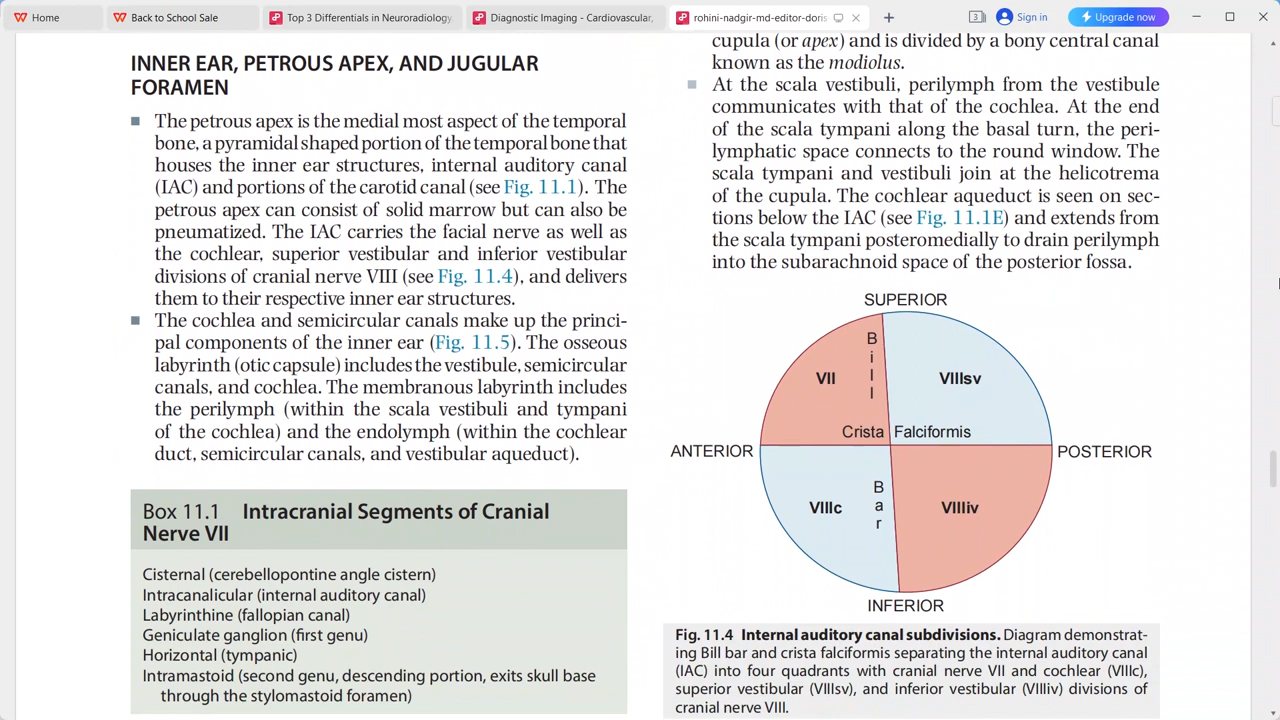 Home
Back to School Sale
Top 3 Differentials in Neuroradiology
Diagnostic Imaging - Cardiovascular,
rohini-nadgir-md-editor-doris
3
Sign in
Upgrade now
INNER EAR, PETROUS APEX, AND JUGULAR
FORAMEN
■ The petrous apex is the medial most aspect of the temporal
bone, a pyramidal shaped portion of the temporal bone that
houses the inner ear structures, internal auditory canal
(IAC) and portions of the carotid canal (see Fig. 11.1). The
petrous apex can consist of solid marrow but can also be
pneumatized. The IAC carries the facial nerve as well as
the cochlear, superior vestibular and inferior vestibular
divisions of cranial nerve VIII (see Fig. 11.4), and delivers
them to their respective inner ear structures.
■ The cochlea and semicircular canals make up the princi-
pal components of the inner ear (Fig. 11.5). The osseous
labyrinth (otic capsule) includes the vestibule, semicircular
canals, and cochlea. The membranous labyrinth includes
the perilymph (within the scala vestibuli and tympani
of the cochlea) and the endolymph (within the cochlear
duct, semicircular canals, and vestibular aqueduct).
Box 11.1 Intracranial Segments of Cranial
Nerve VII
Cisternal (cerebellopontine angle cistern)
Intracanalicular (internal auditory canal)
Labyrinthine (fallopian canal)
Geniculate ganglion (first genu)
Horizontal (tympanic)
Intramastoid (second genu, descending portion, exits skull base
through the stylomastoid foramen)
cupula (or apex) and is divided by a bony central canal
known as the modiolus.
■ At the scala vestibuli, perilymph from the vestibule
communicates with that of the cochlea. At the end
of the scala tympani along the basal turn, the peri-
lymphatic space connects to the round window. The
scala tympani and vestibuli join at the helicotrema
of the cupula. The cochlear aqueduct is seen on sec-
tions below the IAC (see Fig. 11.1E) and extends from
the scala tympani posteromedially to drain perilymph
into the subarachnoid space of the posterior fossa.
SUPERIOR
Bill
VII
VIIIsv
Crista Falciformis
ANTERIOR
POSTERIOR
Bar
VIIIc
VIIIiv
INFERIOR
Fig. 11.4 Internal auditory canal subdivisions. Diagram demonstrat-
ing Bill bar and crista falciformis separating the internal auditory canal
(IAC) into four quadrants with cranial nerve VII and cochlear (VIIIc),
superior vestibular (VIIIsv), and inferior vestibular (VIIIiv) divisions of
cranial nerve VIII.